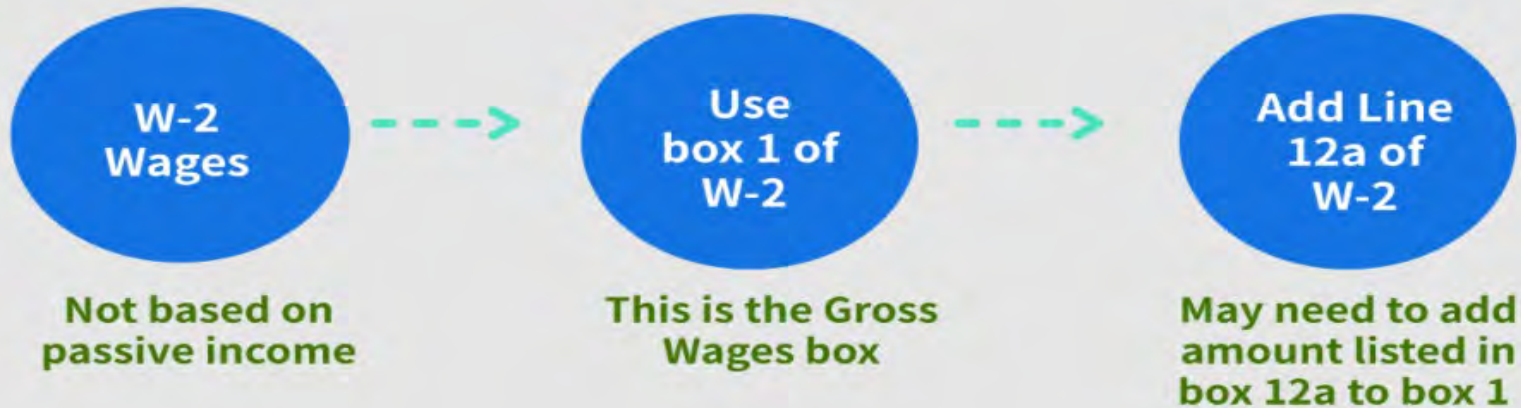 W-2
Wages
Use
box 1 of
W-2
Add Line
12a of
W-2
Not based on
passive income
This is the Gross
Wages box
May need to add
amount listed in
box 12a to box 1